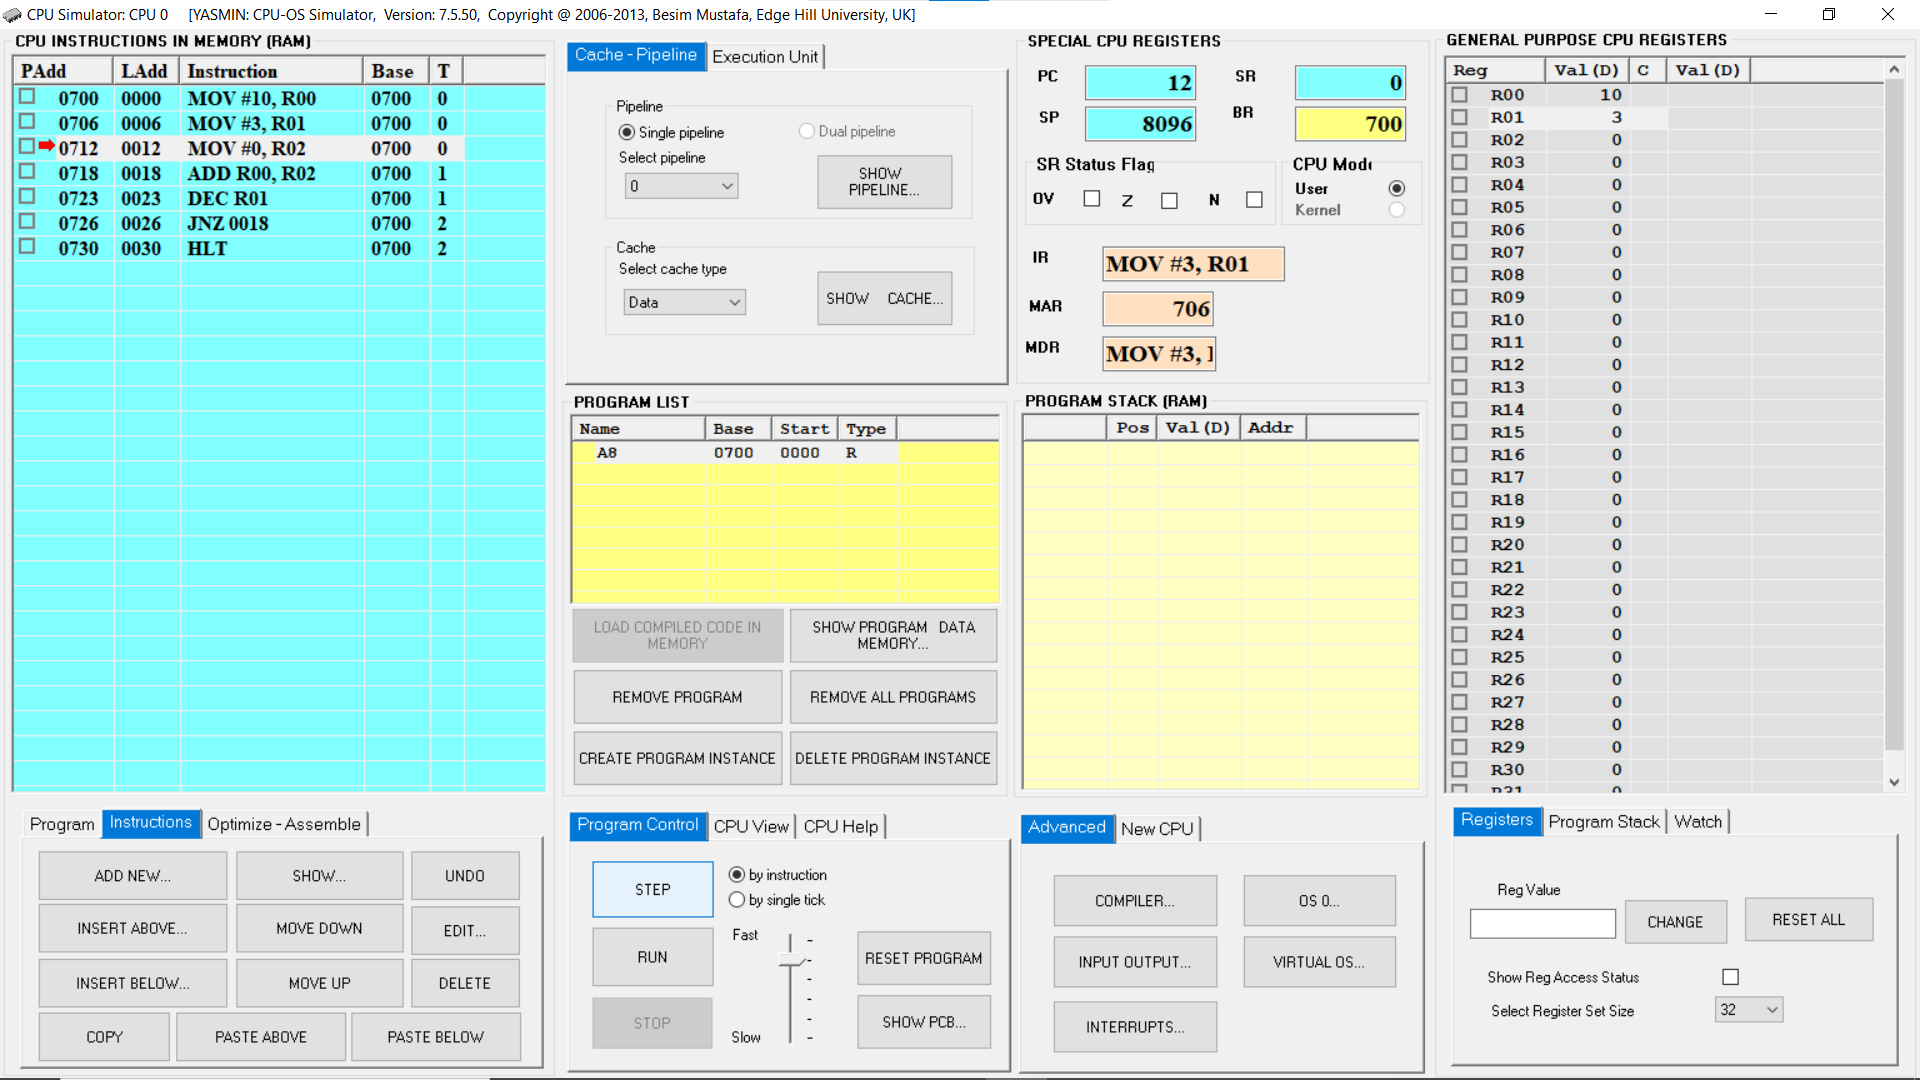 CPU Simulator: CPU 0 [YASMIN: CPU-OS Simulator, Version: 7.5.50, Copyright @ 2006-2013, Besim Mustafa, Edge Hill University, UK]
CPU INSTRUCTIONS IN MEMORY (RAM)
PAdd LAdd Instruction Base T
0700 0000 MOV #10, R00 0700 0
0706 0006 MOV #3, R01 0700 0
0712 0012 MOV #0, R02 0700 0
0718 0018 ADD R00, R02 0700 1
0723 0023 DEC R01 0700 1
0726 0026 JNZ 0018 0700 2
0730 0030 HLT 0700 2
Program Instructions Optimize - Assemble
ADD NEW... SHOW... UNDO
INSERT ABOVE... MOVE DOWN EDIT...
INSERT BELOW... MOVE UP DELETE
COPY PASTE ABOVE PASTE BELOW
Cache - Pipeline Execution Unit
Pipeline
Single pipeline Dual pipeline
Select pipeline
0
SHOW
PIPELINE...
Cache
Select cache type
Data
SHOW CACHE...
PROGRAM LIST
Name Base Start Type
A8 0700 0000 R
LOAD COMPILED CODE IN
MEMORY
SHOW PROGRAM DATA
MEMORY...
REMOVE PROGRAM REMOVE ALL PROGRAMS
CREATE PROGRAM INSTANCE DELETE PROGRAM INSTANCE
Program Control CPU View CPU Help
STEP
by instruction
by single tick
RUN
STOP
Fast
Slow
RESET PROGRAM
SHOW PCB...
SPECIAL CPU REGISTERS
PC 12 SR 0
SP 8096 BR 700
SR Status Flag
OV Z N
CPU Mode
User
Kernel
IR MOV #3, R01
MAR 706
MDR MOV #3, I
PROGRAM STACK (RAM)
Pos Val(D) Addr
Advanced New CPU
COMPILER... OS 0...
INPUT OUTPUT... VIRTUAL OS...
INTERRUPTS...
GENERAL PURPOSE CPU REGISTERS
Reg Val(D) C Val(D)
R00 10
R01 3
R02 0
R03 0
R04 0
R05 0
R06 0
R07 0
R08 0
R09 0
R10 0
R11 0
R12 0
R13 0
R14 0
R15 0
R16 0
R17 0
R18 0
R19 0
R20 0
R21 0
R22 0
R23 0
R24 0
R25 0
R26 0
R27 0
R28 0
R29 0
R30 0
R31 0
Registers Program Stack Watch
Reg Value
CHANGE
RESET ALL
Show Reg Access Status
Select Register Set Size 32